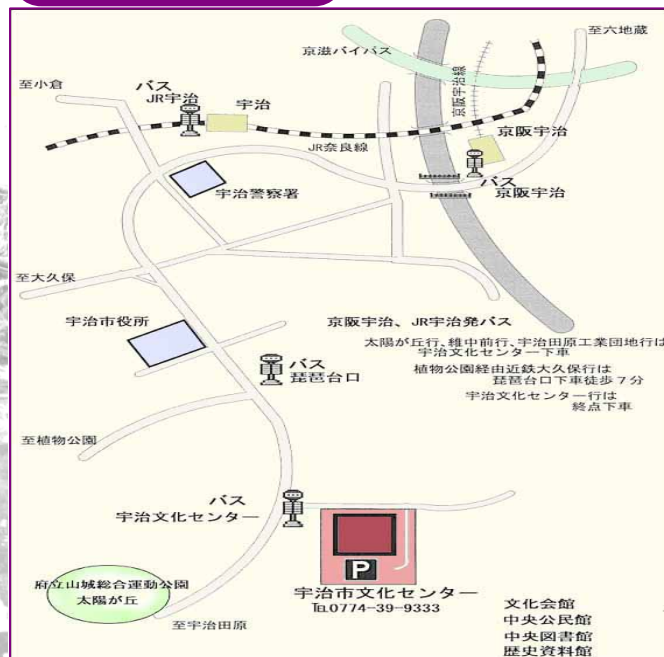 至六地蔵
京滋バイパス
至小倉
バス
JR宇治
宇治
京阪宇治線
京阪宇治
JR奈良線
バス
京阪宇治
宇治警察署
至大久保
宇治市役所
京阪宇治、JR宇治発バス
太陽が丘行、維中前行、宇治田原工業団地行は
宇治文化センター下車
バス
琵琶台口
植物公園経由近鉄大久保行は
琵琶台口下車徒歩7分
宇治文化センター行は
終点下車
至植物公園
バス
宇治文化センター
P
府立山城総合運動公園
太陽が丘
宇治市文化センター
TEL0774-39-9333
至宇治田原
文化会館
中央公民館
中央図書館
歴史資料館